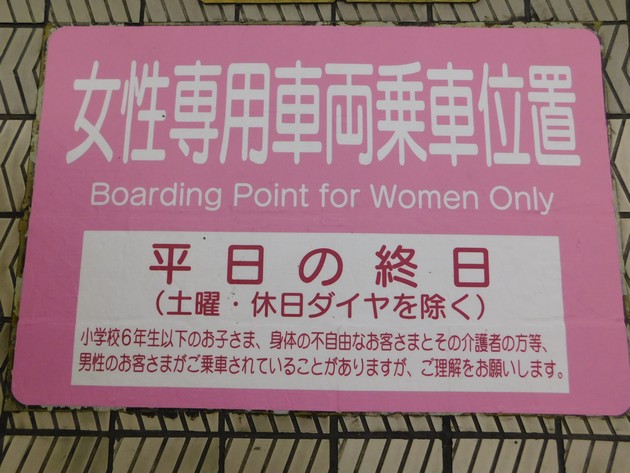 女性専用車両乗車位置
Boarding Point for Women Only
平日の終日
(土曜・休日ダイヤを除く)
小学校6年生以下のお子さま、身体の不自由なお客さまとその介護者の方等、
男性のお客さまがご乗車されていることがありますが、ご理解をお願いします。